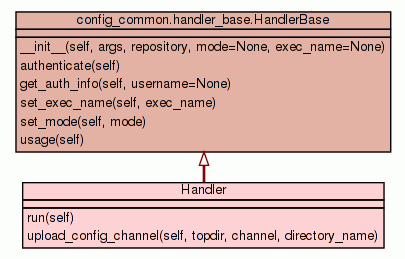 config_common.handler_base.HandlerBase
__init__(self, args, repository, mode=None, exec_name=None)
authenticate(self)
get_auth_info(self, username=None)
set_exec_name(self, exec_name)
set_mode(self, mode)
usage(self)
Handler
run(self)
upload_config_channel(self, topdir, channel, directory_name)